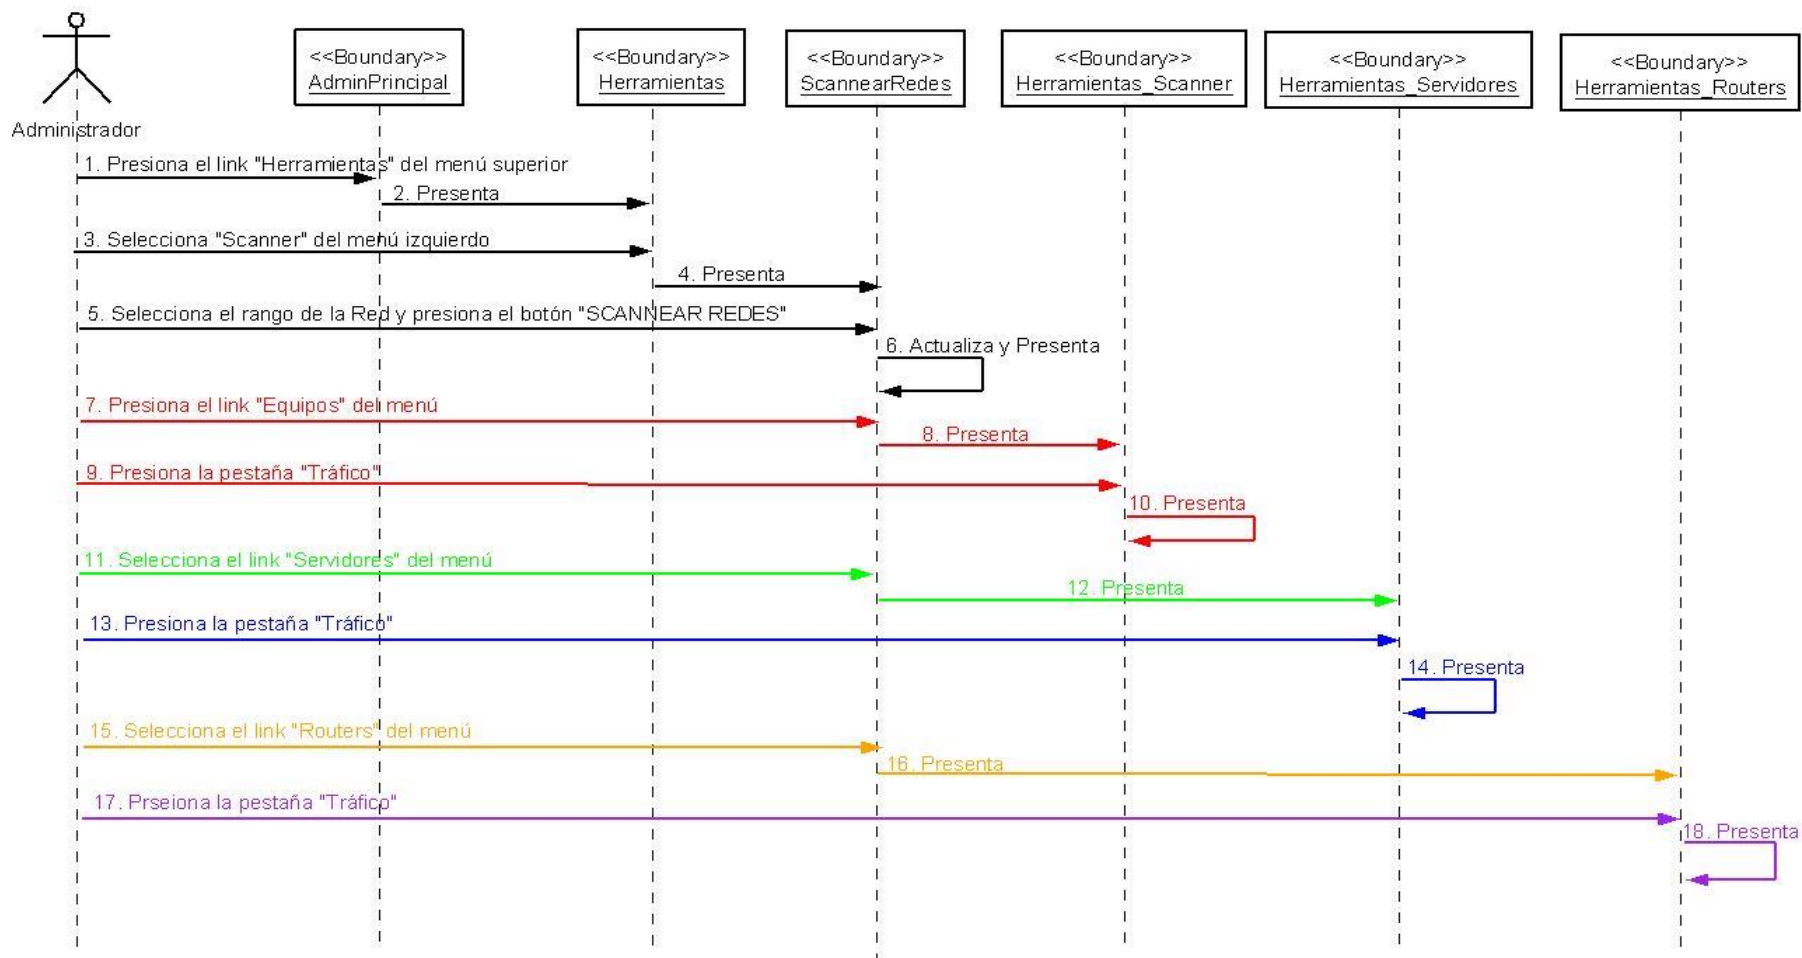 <<Boundary>>
AdminPrincipal
<<Boundary>>
Herramientas
<<Boundary>>
ScannearRedes
<<Boundary>>
Herramientas_Scanner
<<Boundary>>
Herramientas_Servidores
<<Boundary>>
Herramientas_Routers
Administrador
1. Presiona el link "Herramientas" del menú superior
2. Presenta
3. Selecciona "Scanner" del menú izquierdo
4. Presenta
5. Selecciona el rango de la Red y presiona el botón "SCANNEAR REDES"
6. Actualiza y Presenta
7. Presiona el link "Equipos" del menú
8. Presenta
9. Presiona la pestaña "Tráfico"
10. Presenta
11. Selecciona el link "Servidores" del menú
12. Presenta
13. Presiona la pestaña "Tráfico"
14. Presenta
15. Selecciona el link "Routers" del menú
16. Presenta
17. Prseiona la pestaña "Tráfico"
18. Presenta